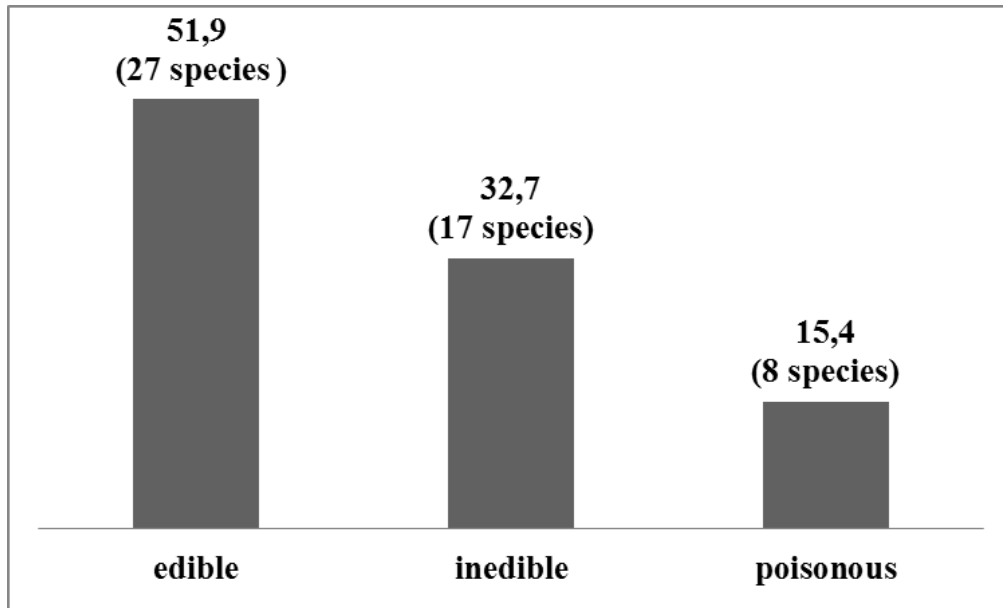 51,9
(27 species )
32,7
(17 species)
15,4
(8 species)
edible
inedible
poisonous